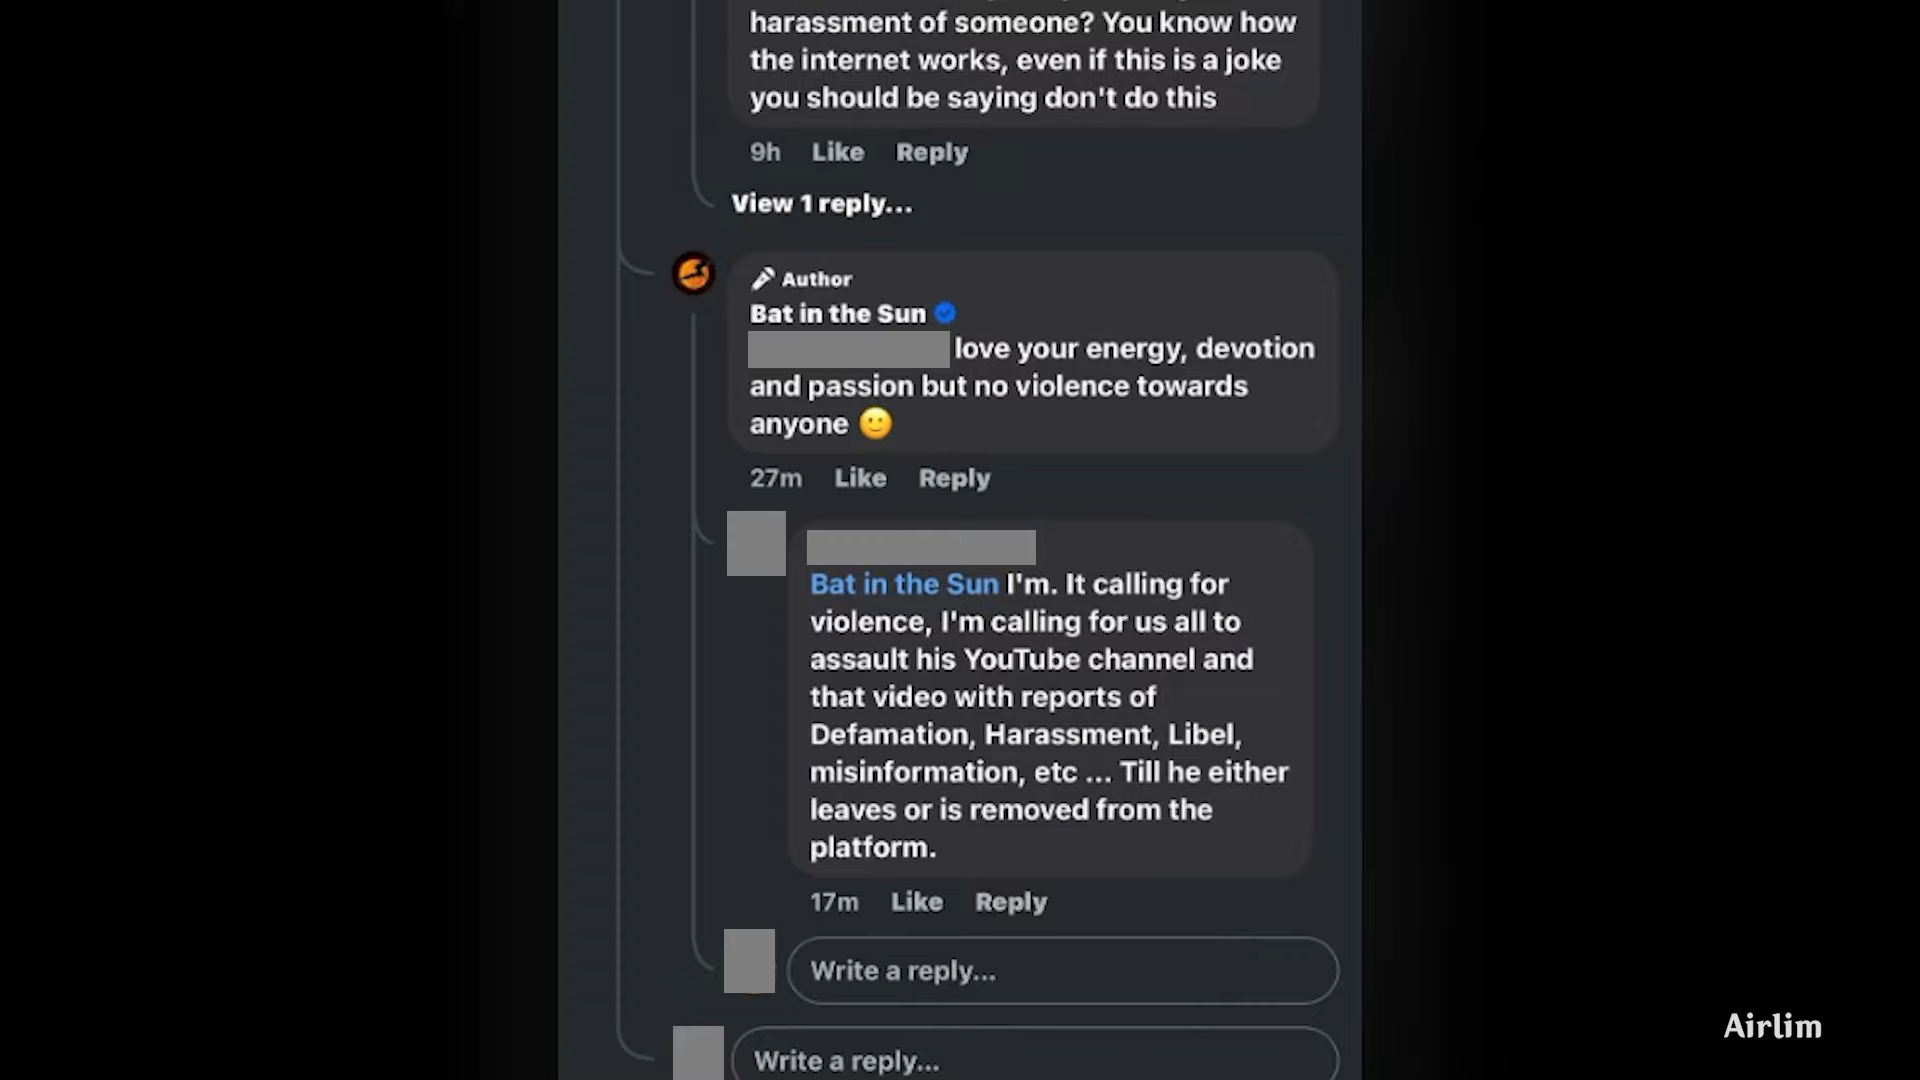 harassment of someone? You know how
the internet works, even if this is a joke
you should be saying don't do this
9h Like Reply
View 1 reply...
Author
Bat in the Sun
love your energy, devotion
and passion but no violence towards
anyone 🙂
27m Like Reply
Bat in the Sun I'm. It calling for
violence, I'm calling for us all to
assault his YouTube channel and
that video with reports of
Defamation, Harassment, Libel,
misinformation, etc ... Till he either
leaves or is removed from the
platform.
17m Like Reply
Write a reply...
Write a reply...
Airlim